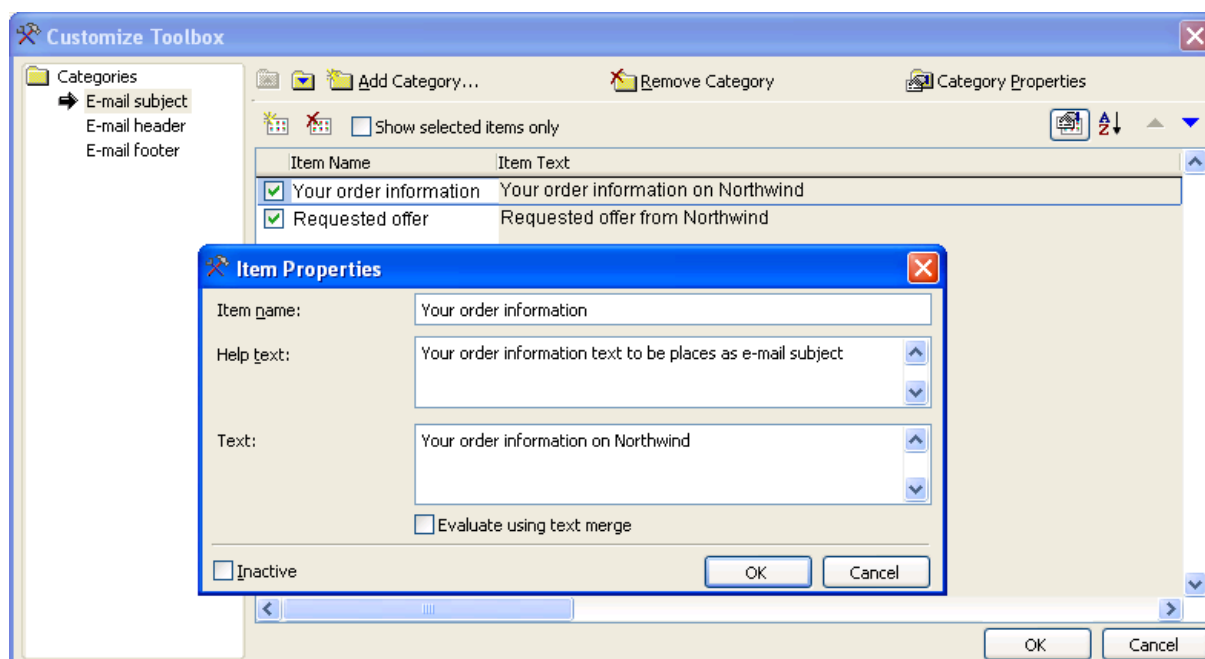 Customize Toolbox
Categories
E-mail subject
E-mail header
E-mail footer
Add Category...
Remove Category
Category Properties
Show selected items only
A
Z
Item Name
Item Text
Your order information
Your order information on Northwind
Requested offer
Requested offer from Northwind
Item Properties
Item name:
Your order information
Help text:
Your order information text to be places as e-mail subject
Text:
Your order information on Northwind
Evaluate using text merge
Inactive
OK
Cancel
OK
Cancel